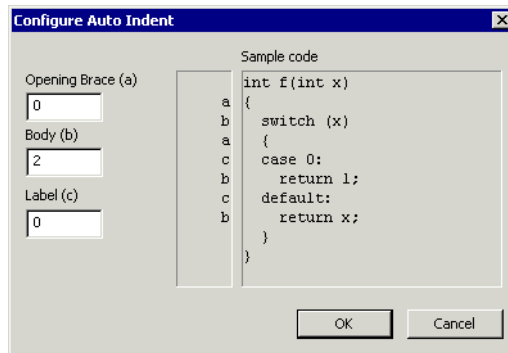 Configure Auto Indent
Sample code
Opening Brace (a)
0
Body (b)
2
Label (c)
0
int f(int x)
a {
b switch (x)
a {
c case 0:
b return 1;
c default:
b return x;
}
}
OK Cancel